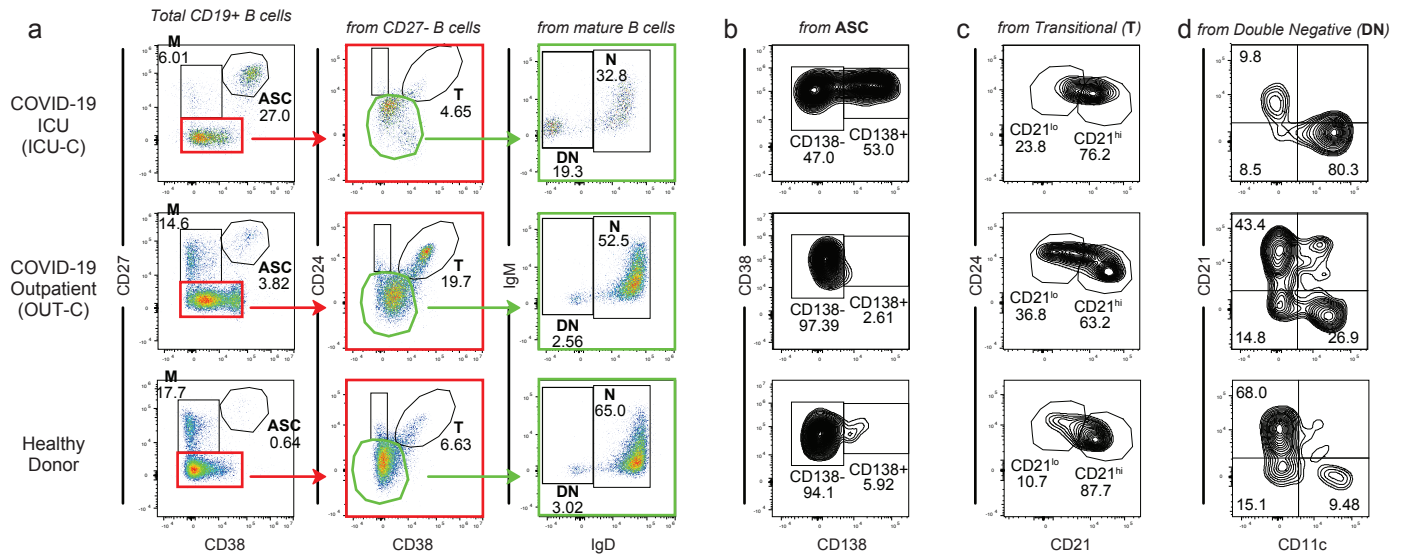 a
Total CD19+ B cells
from CD27- B cells
from mature B cells
b
from ASC
c
from Transitional (T)
d
from Double Negative (DN)
COVID-19
ICU
(ICU-C)
M
6.01
ASC
27.0
T
4.65
N
32.8
DN
19.3
CD138-
47.0
CD138+
53.0
CD21lo
23.8
CD21hi
76.2
9.8
8.5
80.3
COVID-19
Outpatient
(OUT-C)
CD27
M
14.6
ASC
3.82
CD24
T
19.7
IgM
N
52.5
DN
2.56
CD38
CD138-
97.39
CD138+
2.61
CD24
CD21lo
36.8
CD21hi
63.2
CD21
43.4
14.8
26.9
Healthy
Donor
M
17.7
ASC
0.64
T
6.63
N
65.0
DN
3.02
CD138-
94.1
CD138+
5.92
CD21lo
10.7
CD21hi
87.7
68.0
15.1
9.48
CD38
CD38
IgD
CD138
CD21
CD11c